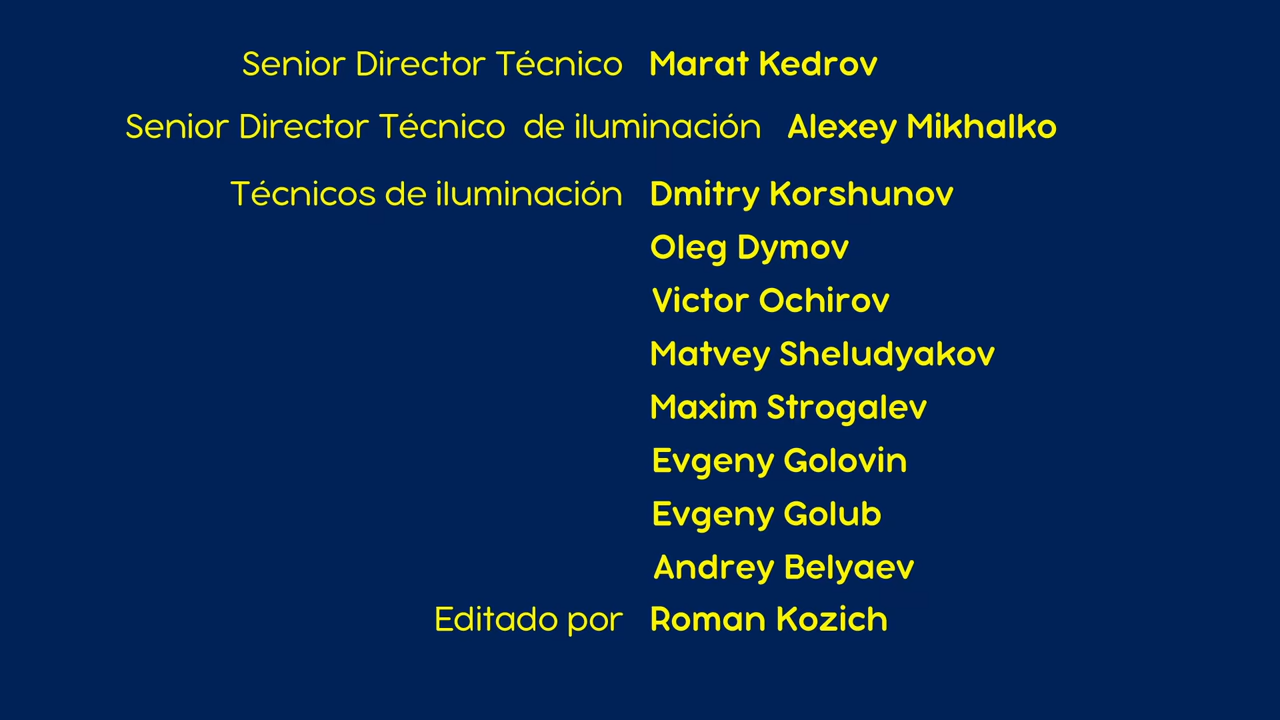 Senior Director Técnico Marat Kedrov
Senior Director Técnico de iluminación Alexey Mikhalko
Técnicos de iluminación Dmitry Korshunov
Oleg Dymov
Victor Ochirov
Matvey Sheludyakov
Maxim Strogalev
Evgeny Golovin
Evgeny Golub
Andrey Belyaev
Editado por Roman Kozich